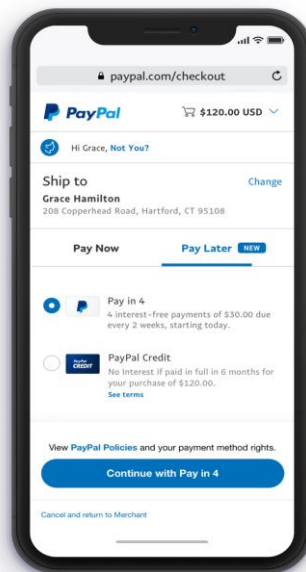 paypal.com/checkout
PayPal
$120.00 USD
Hi Grace, Not You?
Ship to
Change
Grace Hamilton
208 Copperhead Road, Hartford, CT 95108
Pay Now
Pay Later NEW
Pay in 4
4 interest-free payments of $30.00 due
every 2 weeks, starting today.
PayPal
CREDIT
PayPal Credit
No Interest if paid in full in 6 months for
your purchase of $120.00.
See terms
View PayPal Policies and your payment method rights.
Continue with Pay in 4
Cancel and return to Merchant